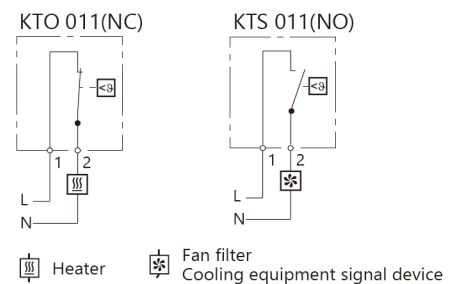 KTO 011(NC) KTS 011(NO)
<ϑ <ϑ
1 2 1 2
L L
N N
Heater
Fan filter
Cooling equipment signal device